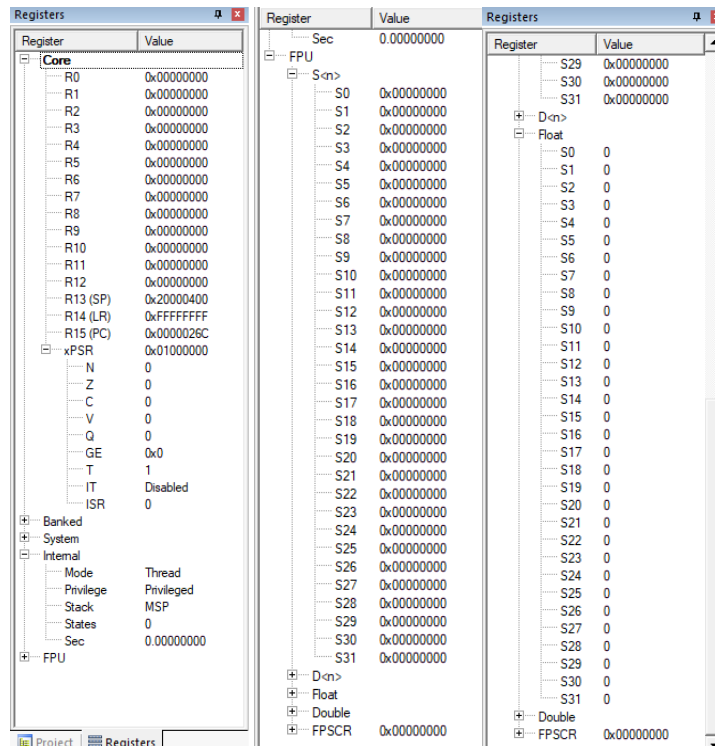 Registers
Register Value
Core
R0 0x00000000
R1 0x00000000
R2 0x00000000
R3 0x00000000
R4 0x00000000
R5 0x00000000
R6 0x00000000
R7 0x00000000
R8 0x00000000
R9 0x00000000
R10 0x00000000
R11 0x00000000
R12 0x00000000
R13 (SP) 0x20000400
R14 (LR) 0xFFFFFFFF
R15 (PC) 0x0000026C
xPSR 0x01000000
N 0
Z 0
C 0
V 0
Q 0
GE 0x0
T 1
IT Disabled
ISR 0
Banked
System
Internal
Mode Thread
Privilege Privileged
Stack MSP
States 0
Sec 0.00000000
FPU
Project Registers
Register Value
Sec 0.00000000
FPU
S<n>
S0 0x00000000
S1 0x00000000
S2 0x00000000
S3 0x00000000
S4 0x00000000
S5 0x00000000
S6 0x00000000
S7 0x00000000
S8 0x00000000
S9 0x00000000
S10 0x00000000
S11 0x00000000
S12 0x00000000
S13 0x00000000
S14 0x00000000
S15 0x00000000
S16 0x00000000
S17 0x00000000
S18 0x00000000
S19 0x00000000
S20 0x00000000
S21 0x00000000
S22 0x00000000
S23 0x00000000
S24 0x00000000
S25 0x00000000
S26 0x00000000
S27 0x00000000
S28 0x00000000
S29 0x00000000
S30 0x00000000
S31 0x00000000
D<n>
Float
Double
FPSCR 0x00000000
Registers
Register Value
S29 0x00000000
S30 0x00000000
S31 0x00000000
D<n>
Float
S0 0
S1 0
S2 0
S3 0
S4 0
S5 0
S6 0
S7 0
S8 0
S9 0
S10 0
S11 0
S12 0
S13 0
S14 0
S15 0
S16 0
S17 0
S18 0
S19 0
S20 0
S21 0
S22 0
S23 0
S24 0
S25 0
S26 0
S27 0
S28 0
S29 0
S30 0
S31 0
Double
FPSCR 0x00000000